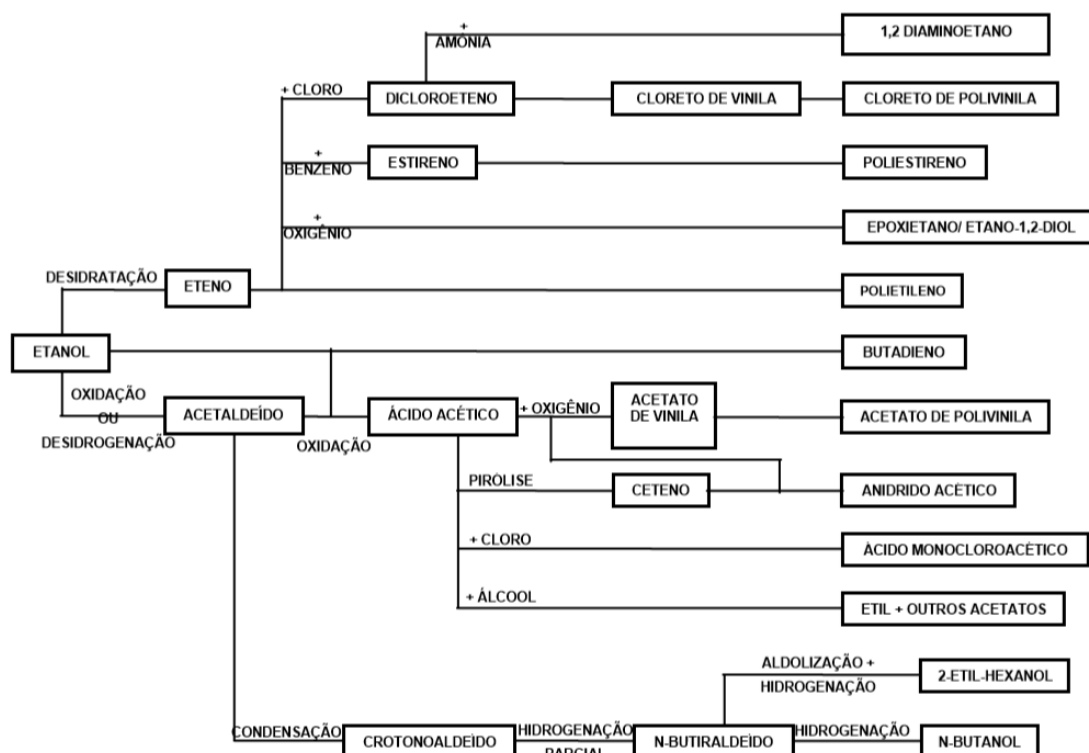 +
AMÔNIA
1,2 DIAMINOETANO
+ CLORO
DICLOROETENO
CLORETO DE VINILA
CLORETO DE POLIVINILA
+
BENZENO
ESTIRENO
POLIESTIRENO
+
OXIGÊNIO
EPOXIETANO/ ETANO-1,2-DIOL
DESIDRATAÇÃO
ETENO
POLIETILENO
ETANOL
BUTADIENO
OXIDAÇÃO
OU
DESIDROGENAÇÃO
ACETALDEÍDO
OXIDAÇÃO
ÁCIDO ACÉTICO
+ OXIGÊNIO
ACETATO
DE VINILA
ACETATO DE POLIVINILA
PIRÓLISE
CETENO
ANIDRIDO ACÉTICO
+ CLORO
ÁCIDO MONOCLOROACÉTICO
+ ÁLCOOL
ETIL + OUTROS ACETATOS
ALDOLIZAÇÃO +
HIDROGENAÇÃO
2-ETIL-HEXANOL
CONDENSAÇÃO
CROTONOALDEÍDO
HIDROGENAÇÃO
PARCIAL
N-BUTIRALDEÍDO
HIDROGENAÇÃO
N-BUTANOL